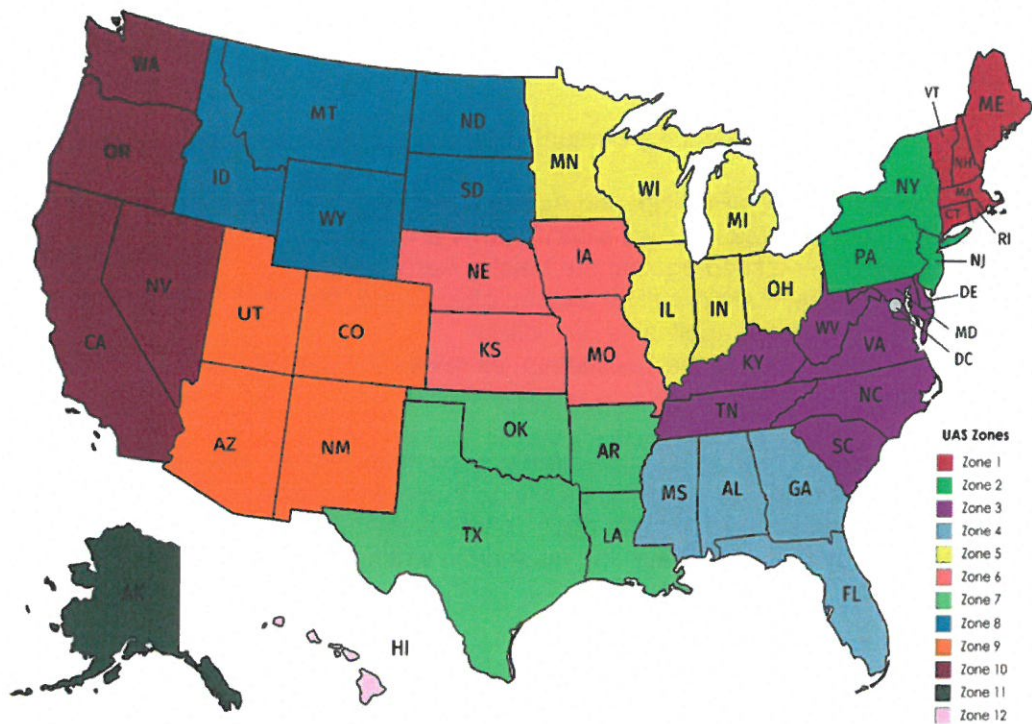 WA
MT
ND
MN
VT
ME
OR
ID
SD
WI
NY
NH
MA
WY
MI
CT
RI
NE
IA
PA
NJ
NV
UT
CO
IL
IN
OH
DE
CA
KS
MO
WV
MD
VA
DC
KY
NC
TN
AZ
NM
OK
AR
SC
UAS Zones
MS
AL
GA
Zone 1
Zone 2
TX
LA
Zone 3
Zone 4
Zone 5
AK
FL
Zone 6
Zone 7
HI
Zone 8
Zone 9
Zone 10
Zone 11
Zone 12